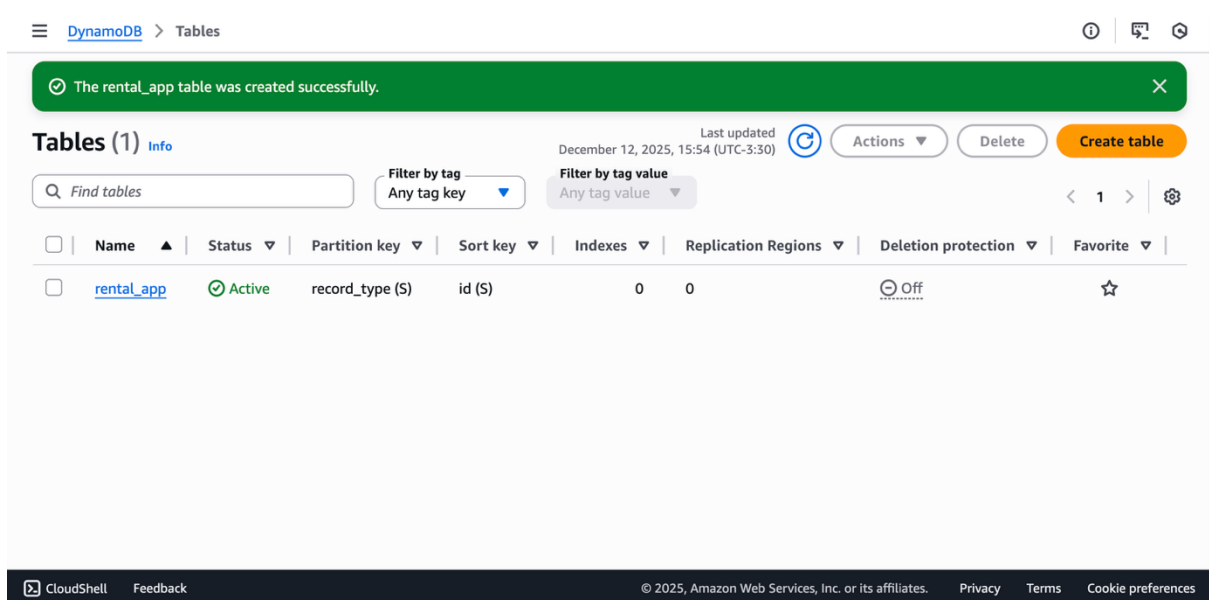 DynamoDB > Tables
The rental_app table was created successfully.
Tables (1) Info
Last updated
December 12, 2025, 15:54 (UTC-3:30)
Actions
Delete
Create table
Find tables
Filter by tag
Any tag key
Filter by tag value
Any tag value
< 1 >
Name Status Partition key Sort key Indexes Replication Regions Deletion protection Favorite
rental_app Active record_type (S) id (S) 0 0 Off
CloudShell Feedback © 2025, Amazon Web Services, Inc. or its affiliates. Privacy Terms Cookie preferences